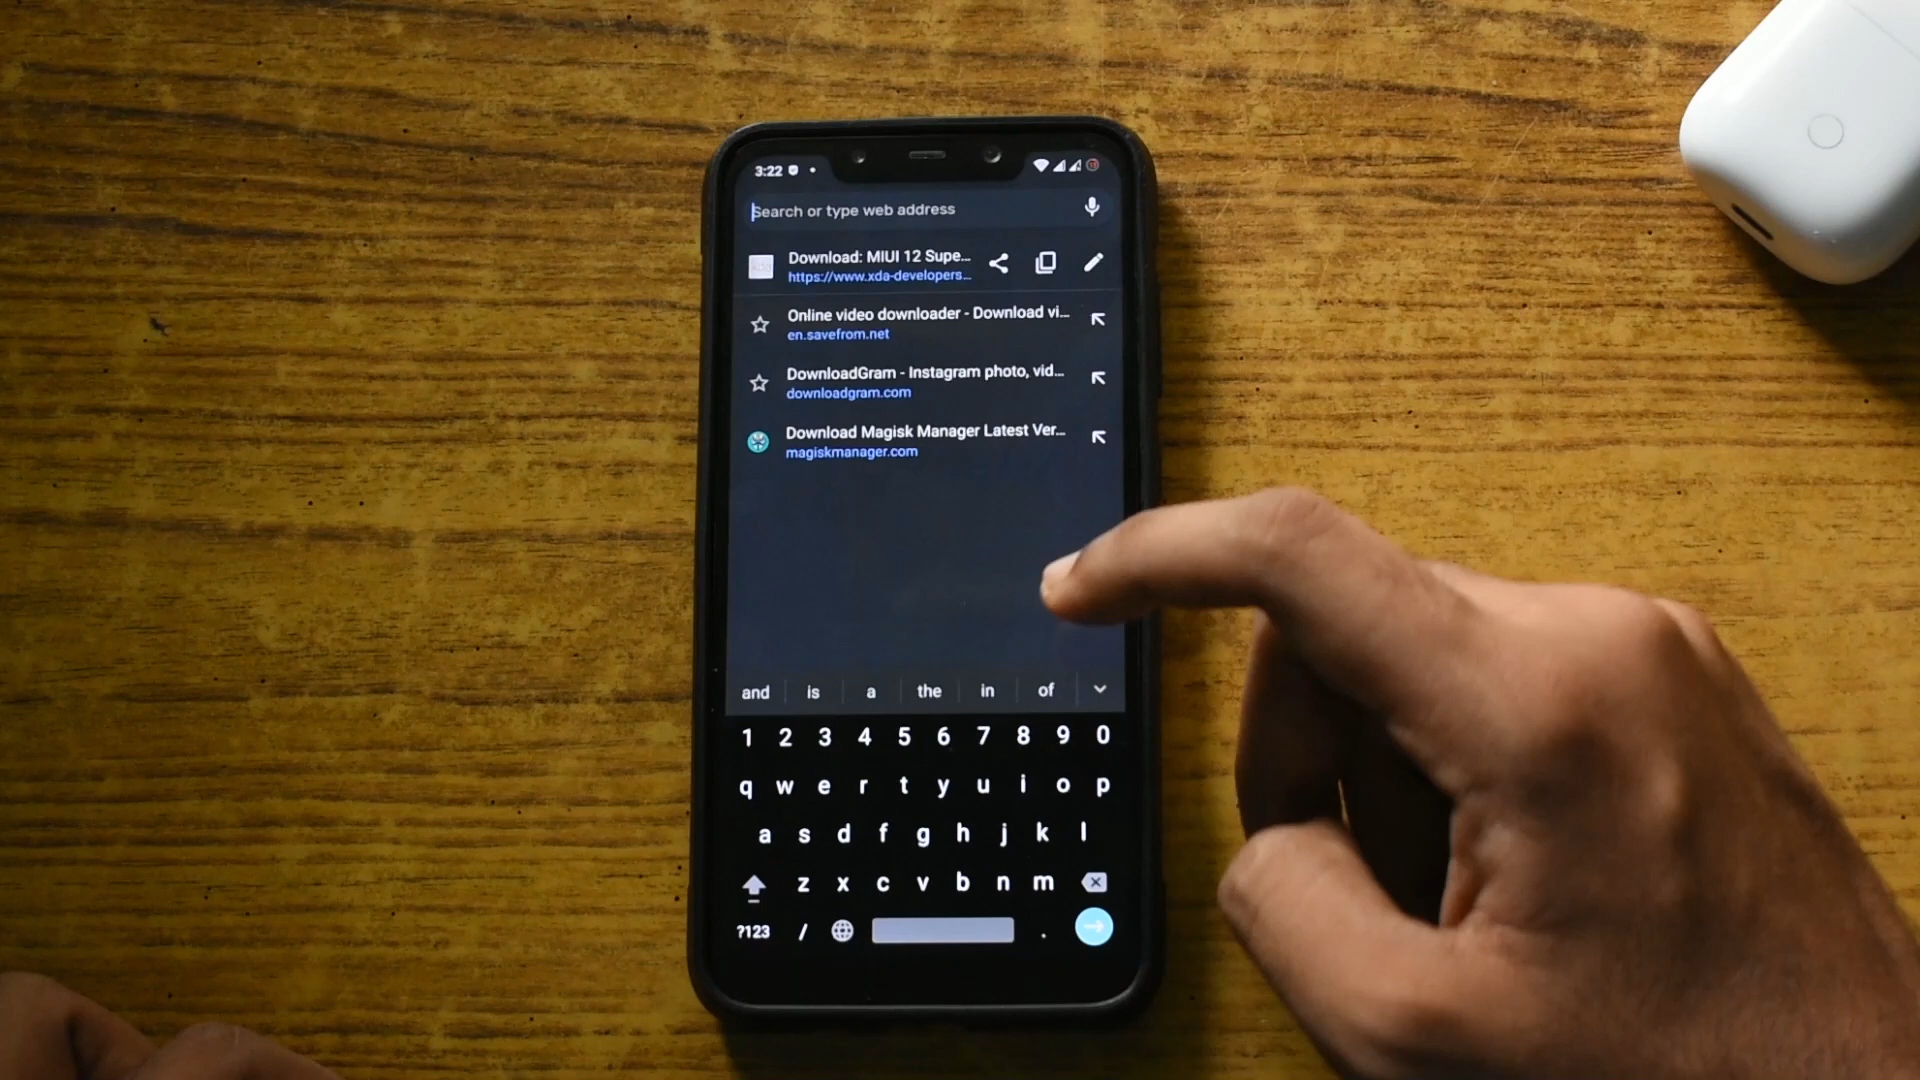 3:22
Search or type web address
Download: MIUI 12 Supe...
https://www.xda-developers...
Online video downloader - Download vi...
en.savefrom.net
DownloadGram - Instagram photo, vid...
downloadgram.com
Download Magisk Manager Latest Ver...
magiskmanager.com
and is a the in of
1 2 3 4 5 6 7 8 9 0
q w e r t y u i o p
a s d f g h j k l
z x c v b n m
?123 / .